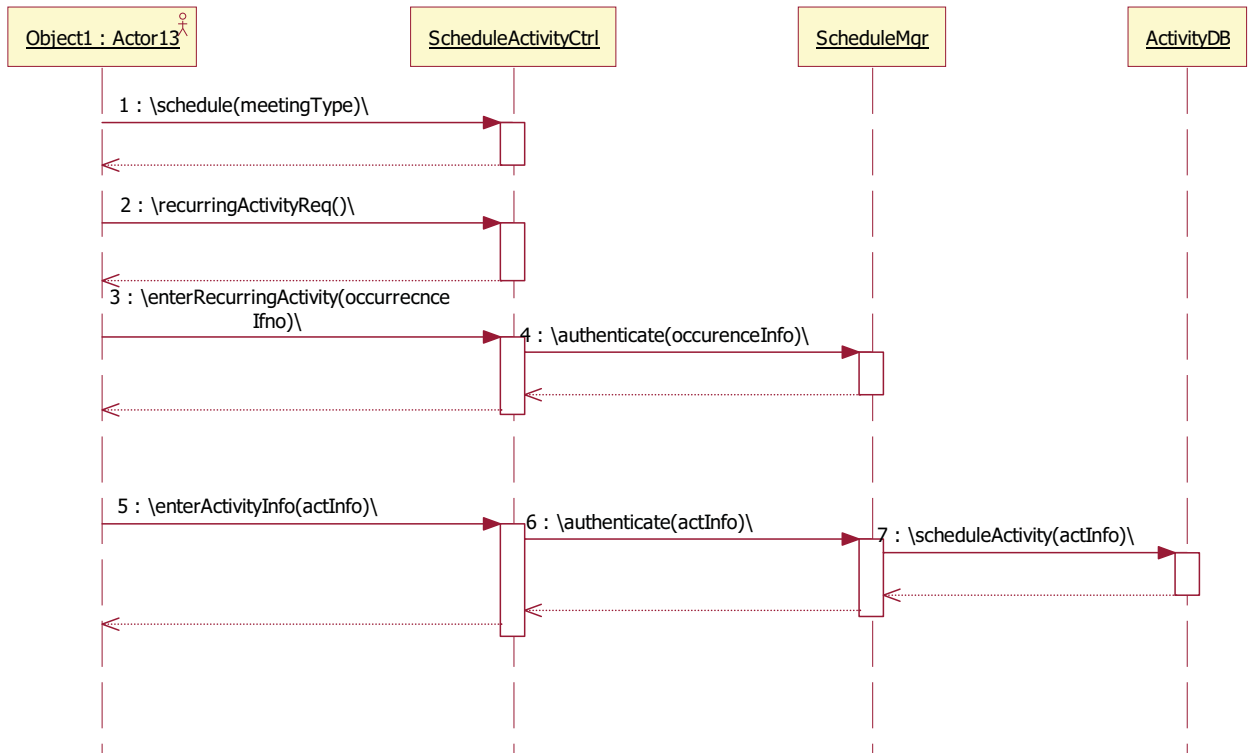 Object1 : Actor13
ScheduleActivityCtrl
ScheduleMgr
ActivityDB
1 : \schedule(meetingType)\
2 : \recurringActivityReq()\
3 : \enterRecurringActivity(occurrecnce
Ifno)\
4 : \authenticate(occurenceInfo)\
5 : \enterActivityInfo(actInfo)\
6 : \authenticate(actInfo)\
7 : \scheduleActivity(actInfo)\